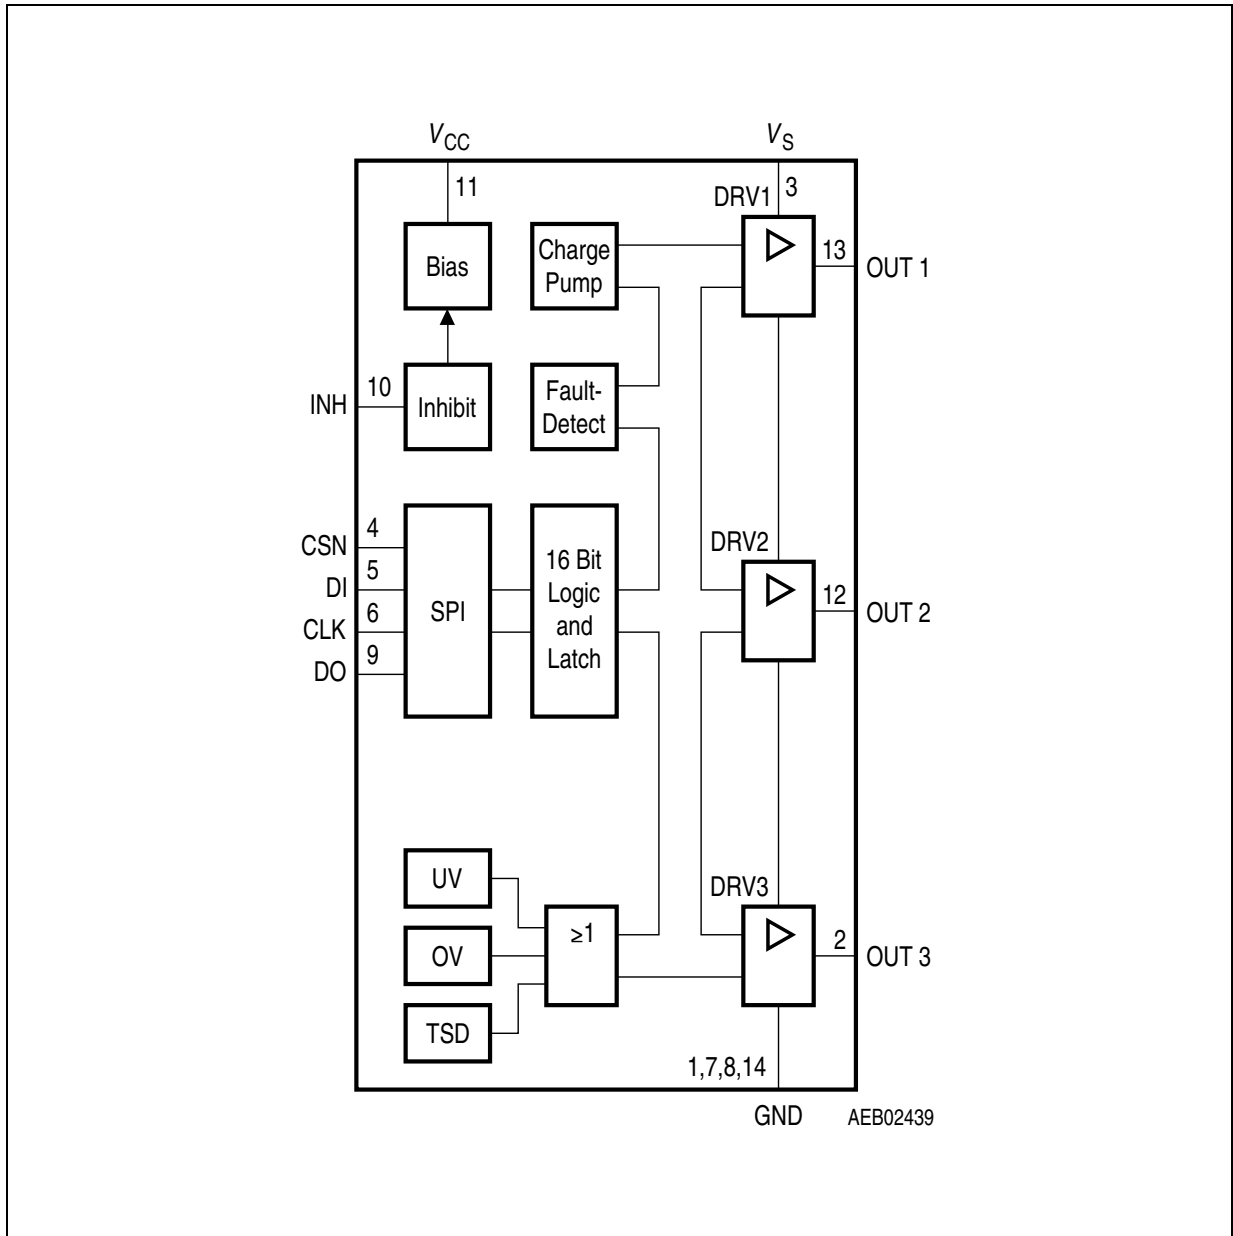 VCC
VS
11
3
DRV1
Bias
Charge
Pump
13
OUT 1
10
INH
Inhibit
Fault-
Detect
4
CSN
5
DI
6
CLK
9
DO
SPI
16 Bit
Logic
and
Latch
DRV2
12
OUT 2
UV
OV
TSD
≥1
DRV3
2
OUT 3
1,7,8,14
GND
AEB02439